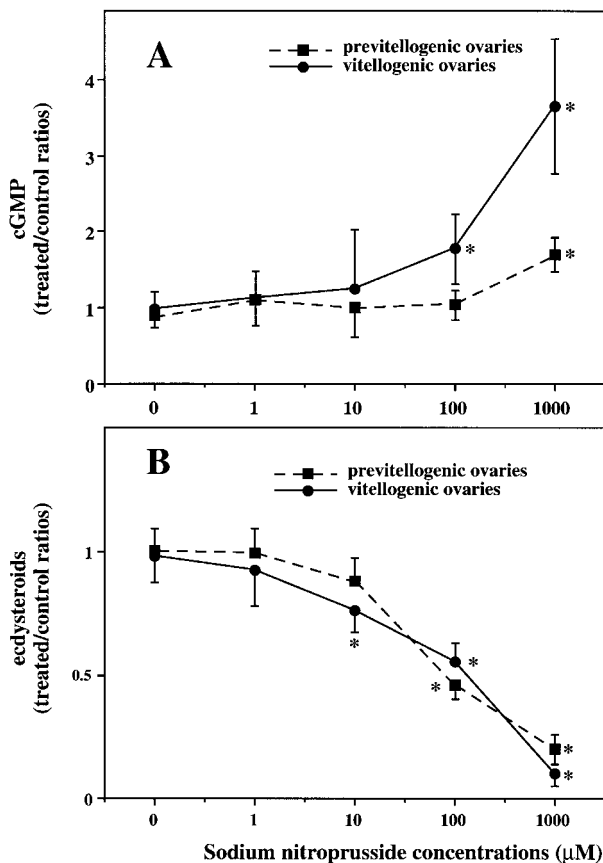 A
previtellogenic ovaries
vitellogenic ovaries
cGMP
(treated/control ratios)
4
3
2
1
0
0 1 10 100 1000
*
*
*
B
previtellogenic ovaries
vitellogenic ovaries
ecdysteroids
(treated/control ratios)
1
0.5
0
*
*
*
*
*
0 1 10 100 1000
Sodium nitroprusside concentrations (µM)